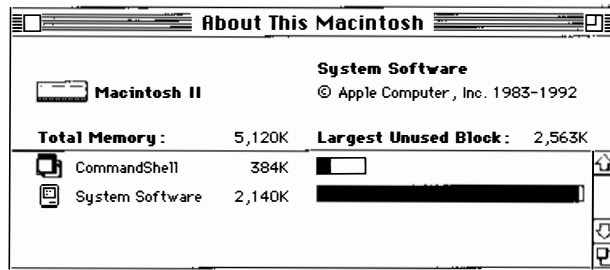 About This Macintosh
System Software
Macintosh II
© Apple Computer, Inc. 1983-1992
Total Memory: 5,120K Largest Unused Block: 2,563K
CommandShell 384K
System Software 2,140K